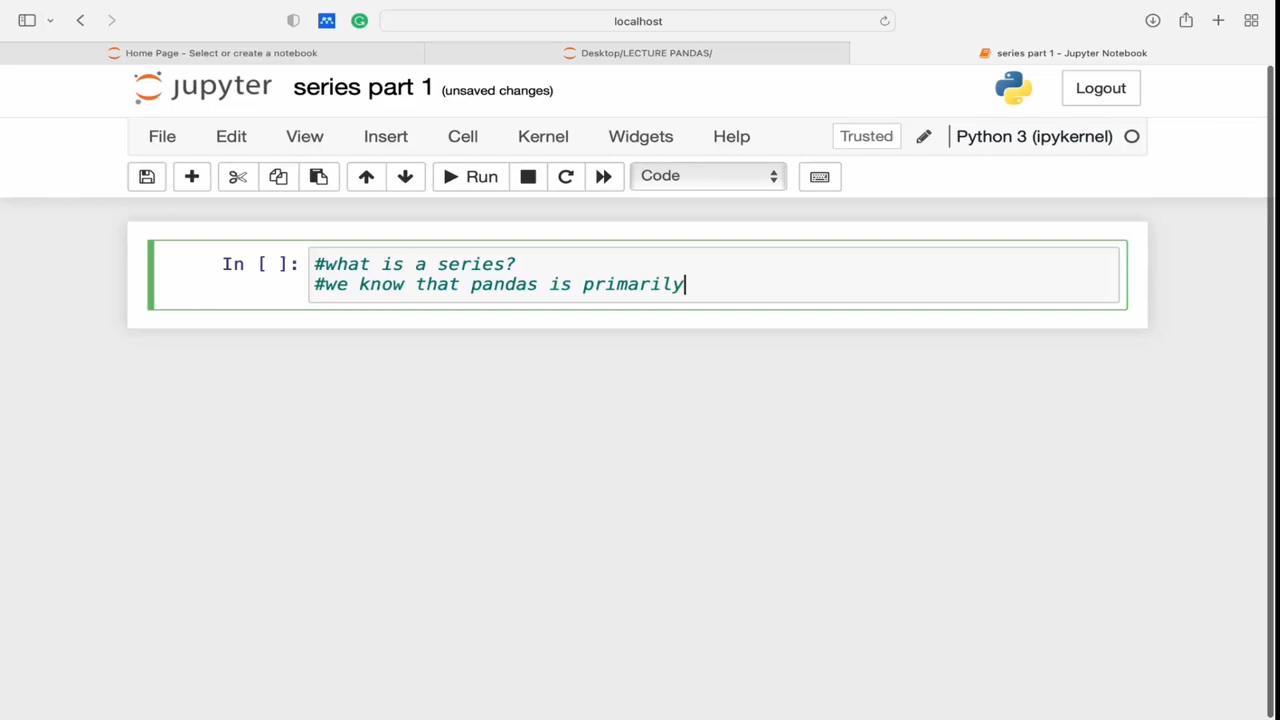 localhost
Home Page - Select or create a notebook
Desktop/LECTURE PANDAS/
series part 1 - Jupyter Notebook
jupyter series part 1 (unsaved changes)
Logout
File Edit View Insert Cell Kernel Widgets Help
Trusted
Python 3 (ipykernel)
Run
Code
In [ ]: #what is a series?
#we know that pandas is primarily